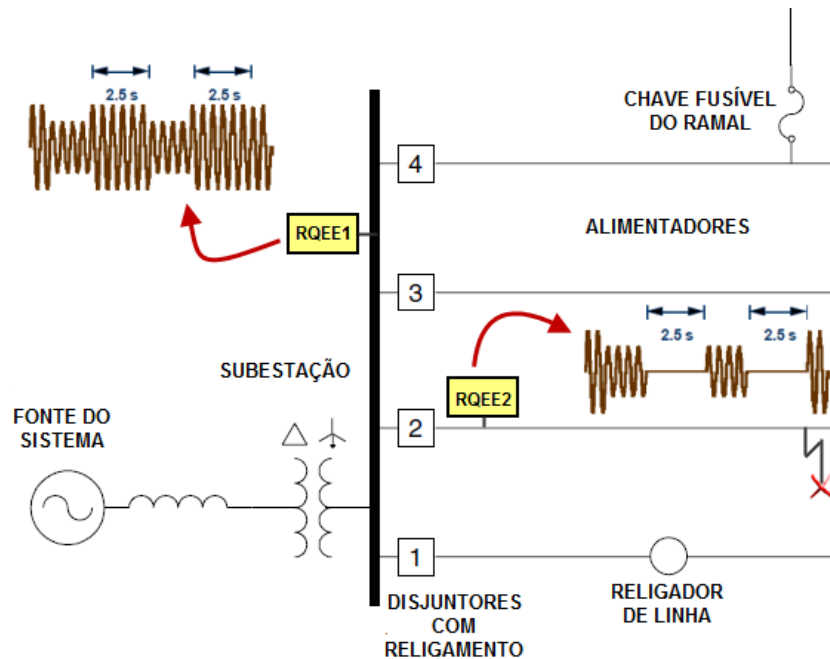 2.5 s
2.5 s
CHAVE FUSÍVEL
DO RAMAL
4
RQEE1
ALIMENTADORES
3
2.5 s
2.5 s
SUBESTAÇÃO
RQEE2
FONTE DO
SISTEMA
2
1
DISJUNTORES
COM
RELIGAMENTO
RELIGADOR
DE LINHA